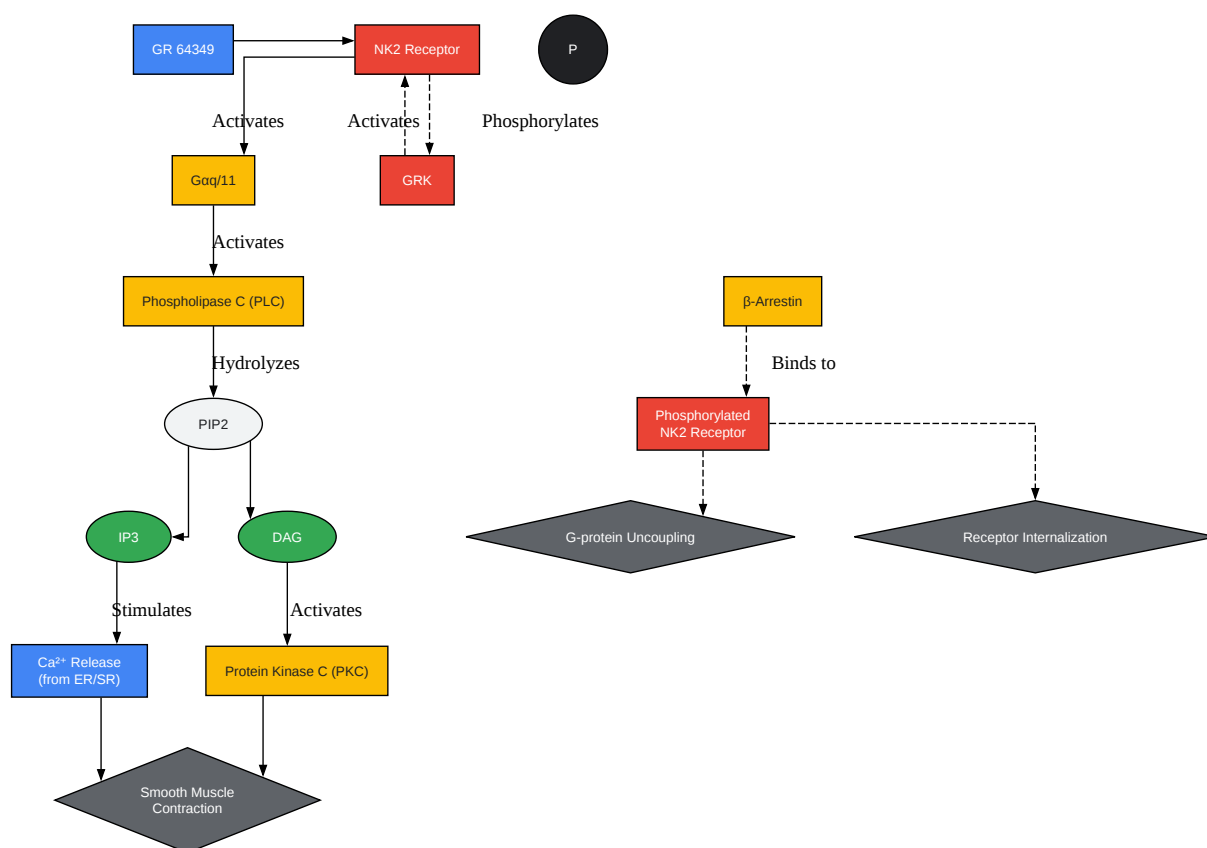 GR 64349
NK2 Receptor
P
Activates
Activates
Phosphorylates
Gαq/11
GRK
Activates
Phospholipase C (PLC)
β-Arrestin
Hydrolyzes
Binds to
PIP2
Phosphorylated
NK2 Receptor
IP3
DAG
G-protein Uncoupling
Receptor Internalization
Stimulates
Activates
Ca²⁺ Release
(from ER/SR)
Protein Kinase C (PKC)
Smooth Muscle
Contraction